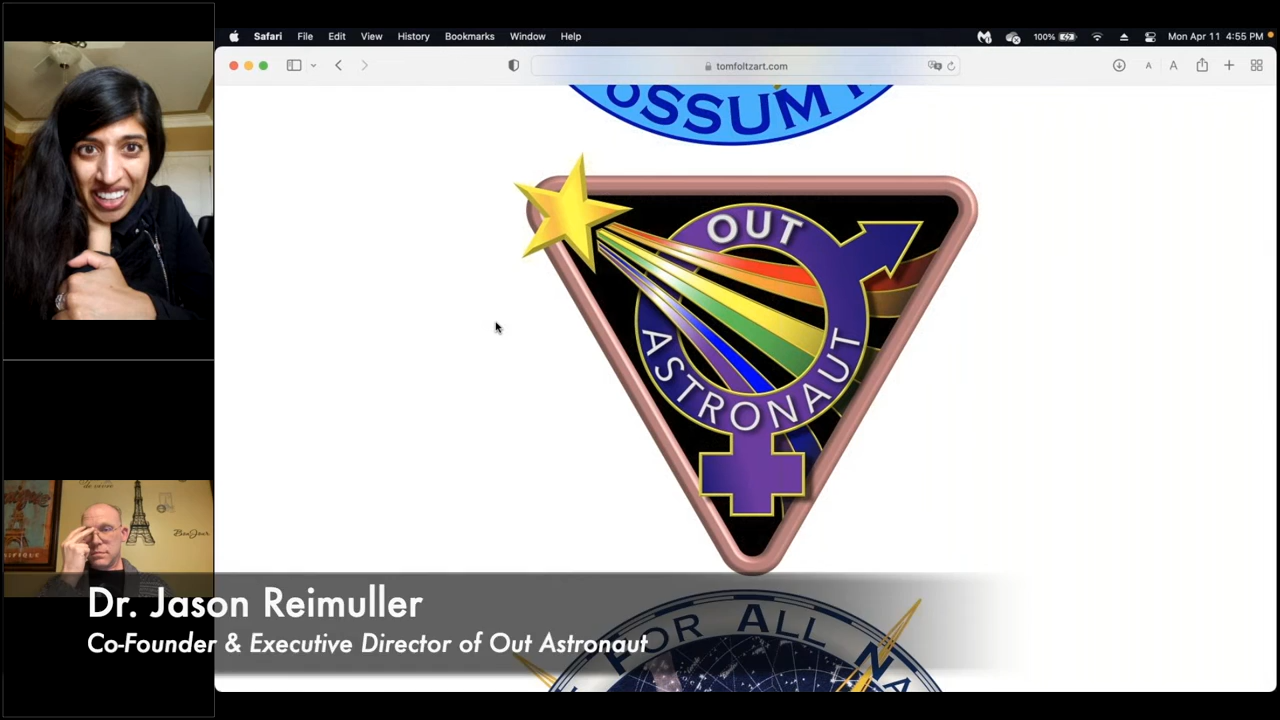 Safari File Edit View History Bookmarks Window Help 100% Mon Apr 11 4:55 PM
tomfoltzart.com A A
OSSUM
OUT
ASTRONAUT
BonJour
Dr. Jason Reimuller
Co-Founder & Executive Director of Out Astronaut
FOR ALL